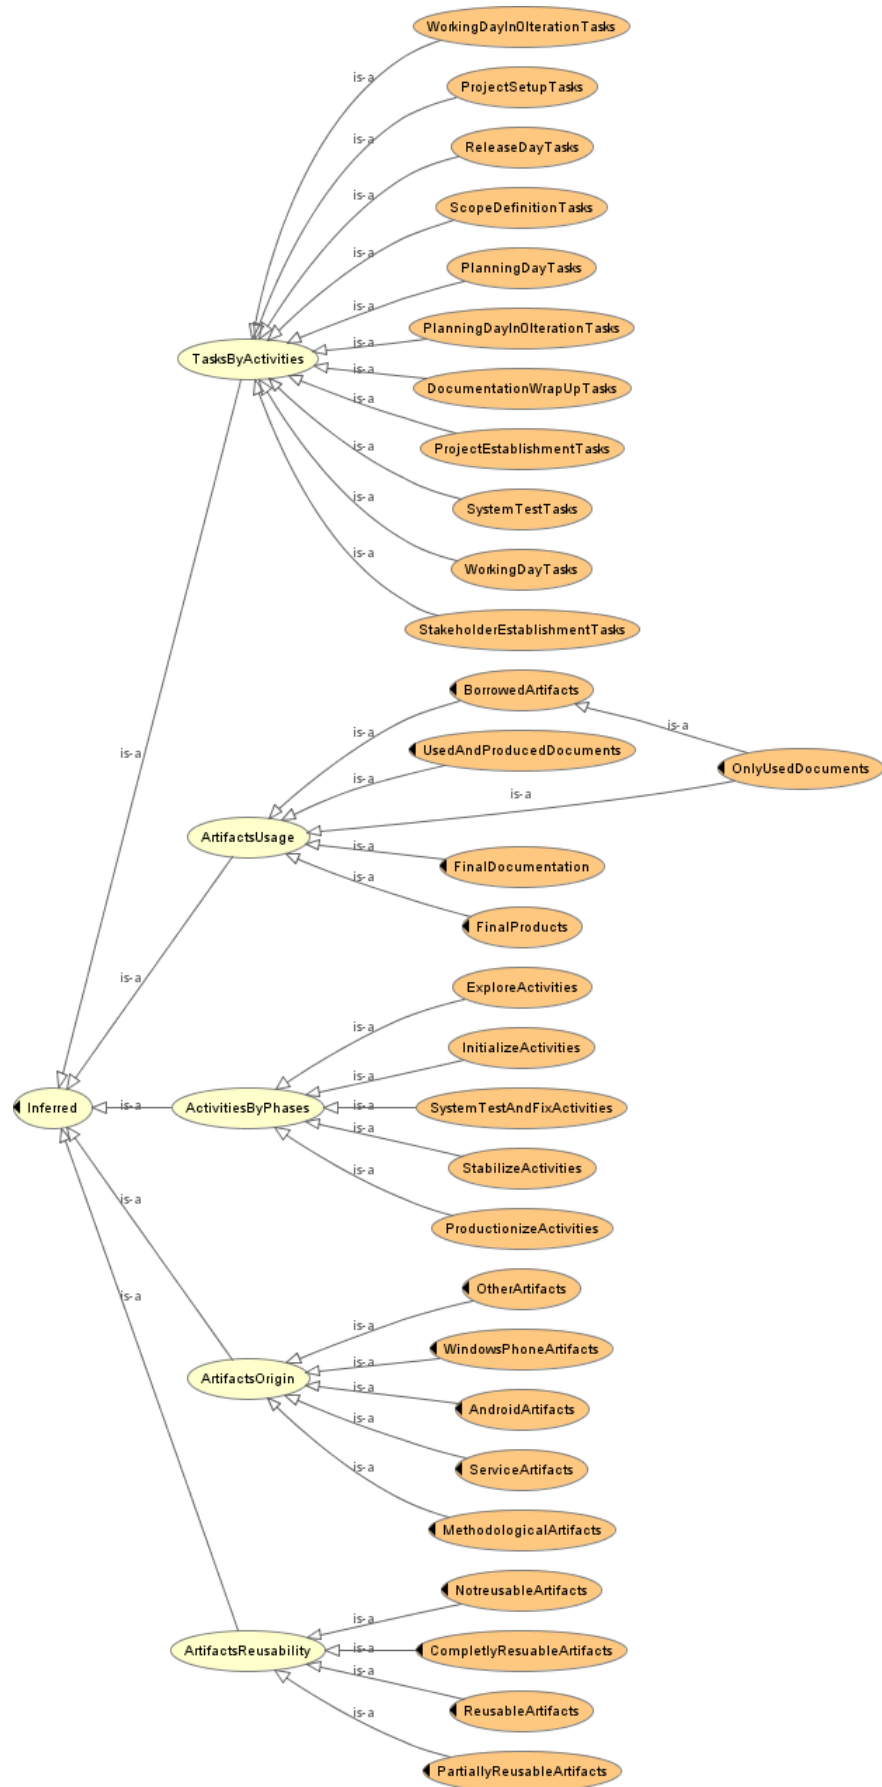 WorkingDayIn0IterationTasks
is-a
ProjectSetupTasks
is-a
ReleaseDayTasks
is-a
ScopeDefinitionTasks
is-a
PlanningDayTasks
is-a
PlanningDayIn0IterationTasks
is-a
TasksByActivities
is-a
DocumentationWrapUpTasks
is-a
ProjectEstablishmentTasks
is-a
SystemTestTasks
is-a
WorkingDayTasks
is-a
StakeholderEstablishmentTasks
BorrowedArtifacts
is-a
is-a
UsedAndProducedDocuments
is-a
OnlyUsedDocuments
is-a
is-a
ArtifactsUsage
is-a
FinalDocumentation
is-a
FinalProducts
is-a
ExploreActivities
is-a
InitializeActivities
is-a
Inferred
is-a
ActivitiesByPhases
is-a
SystemTestAndFixActivities
is-a
StabilizeActivities
is-a
ProductionizeActivities
is-a
OtherArtifacts
is-a
is-a
WindowsPhoneArtifacts
is-a
ArtifactsOrigin
is-a
AndroidArtifacts
is-a
ServiceArtifacts
is-a
MethodologicalArtifacts
NotreusableArtifacts
is-a
ArtifactsReusability
is-a
CompletlyResuableArtifacts
is-a
ReusableArtifacts
is-a
PartiallyReusableArtifacts